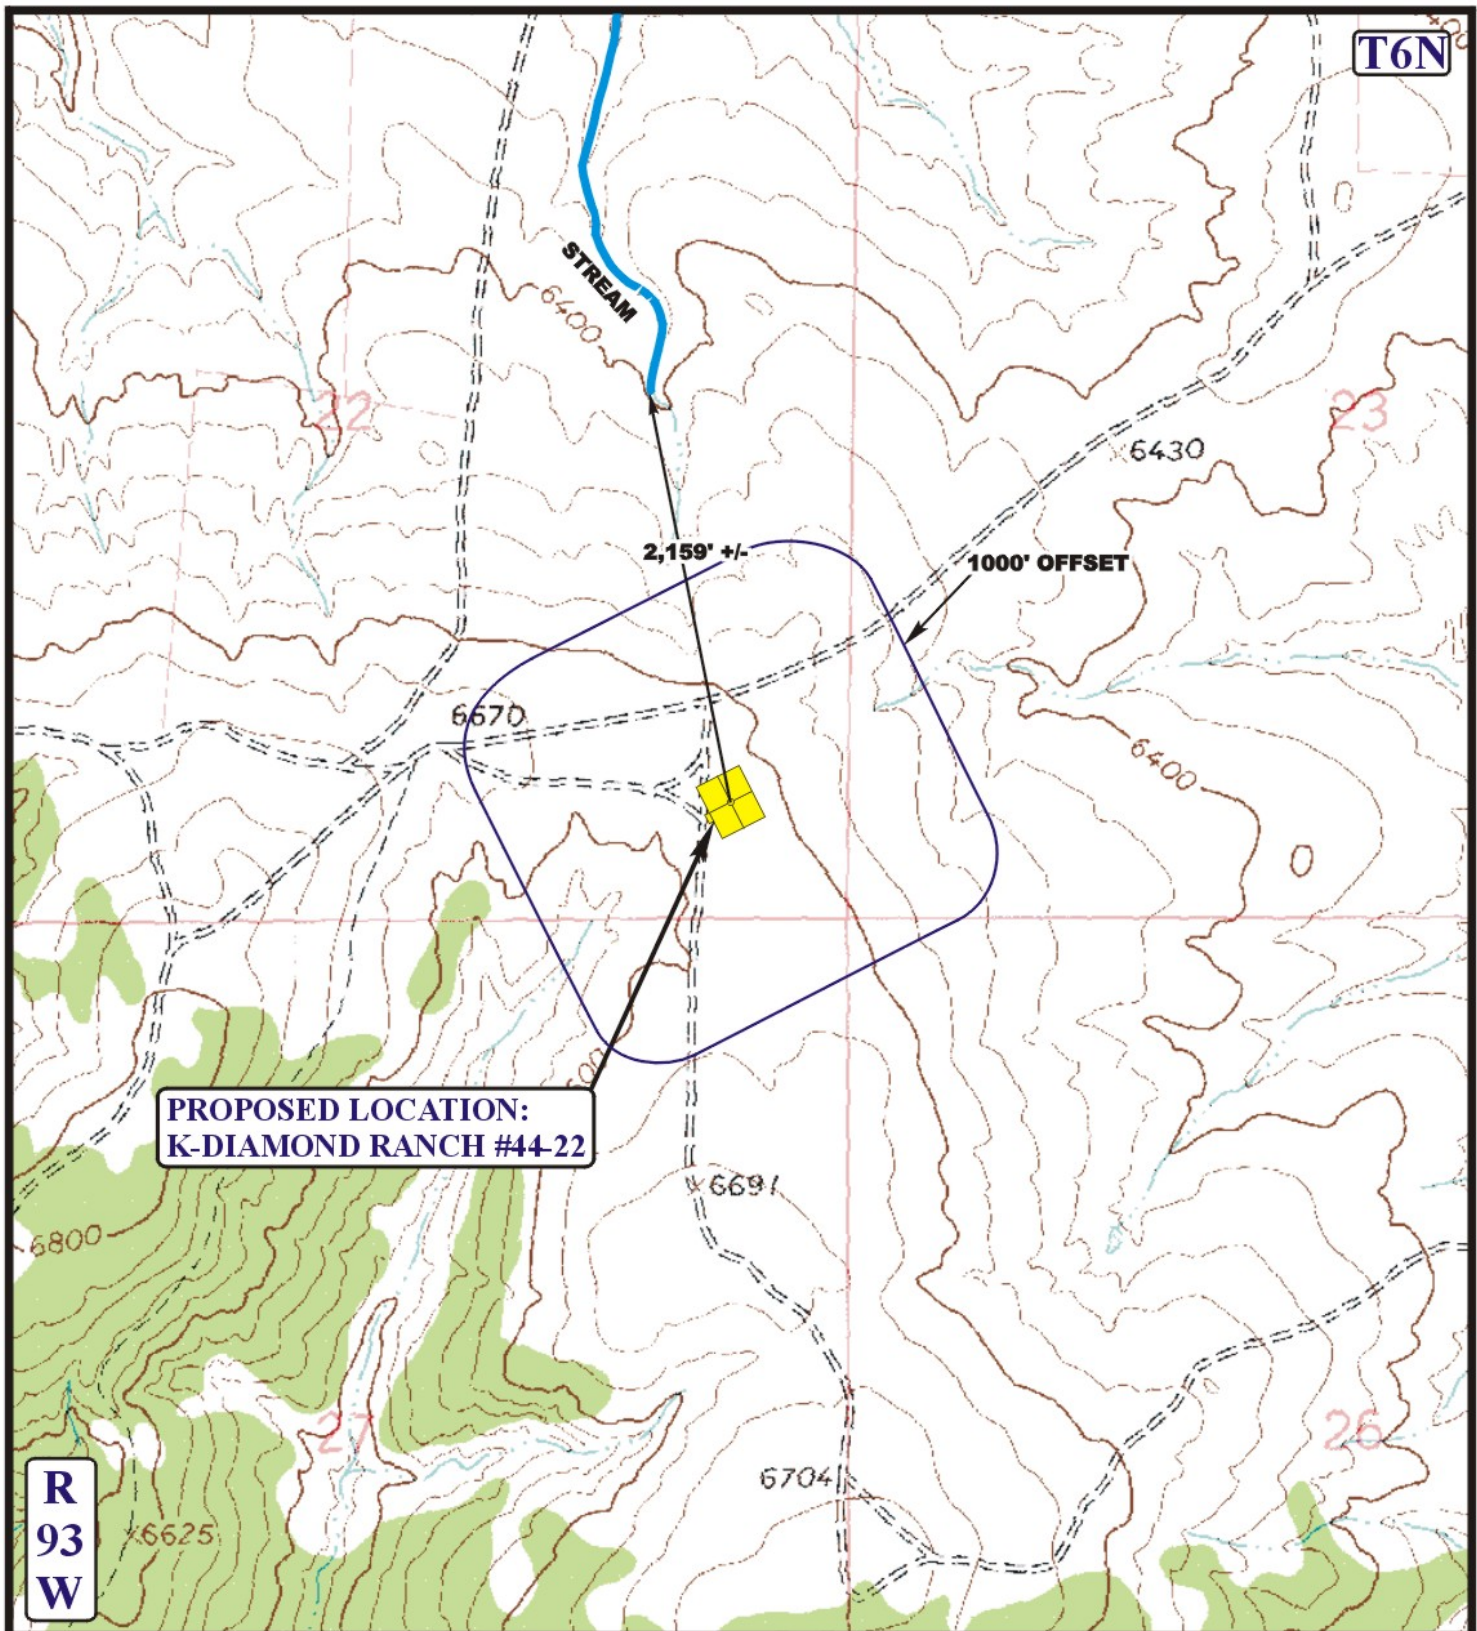 T6N
STREAM
6400
22
23
6430
2,159' +/-
1000' OFFSET
6670
6400
PROPOSED LOCATION:
K-DIAMOND RANCH #44-22
6691
6800
27
26
6704
R
93
W
6625